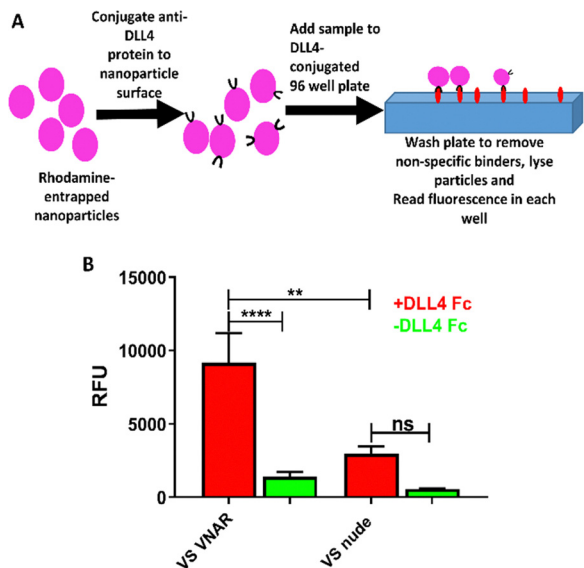 A
Conjugate anti-
DLL4
protein to
nanoparticle
surface
Add sample to
DLL4-
conjugated
96 well plate
Rhodamine-
entrapped
nanoparticles
Wash plate to remove
non-specific binders, lyse
particles and
Read fluorescence in each
well
B
15000
10000
5000
0
RFU
**
****
ns
+DLL4 Fc
-DLL4 Fc
VS VNAR
VS nude